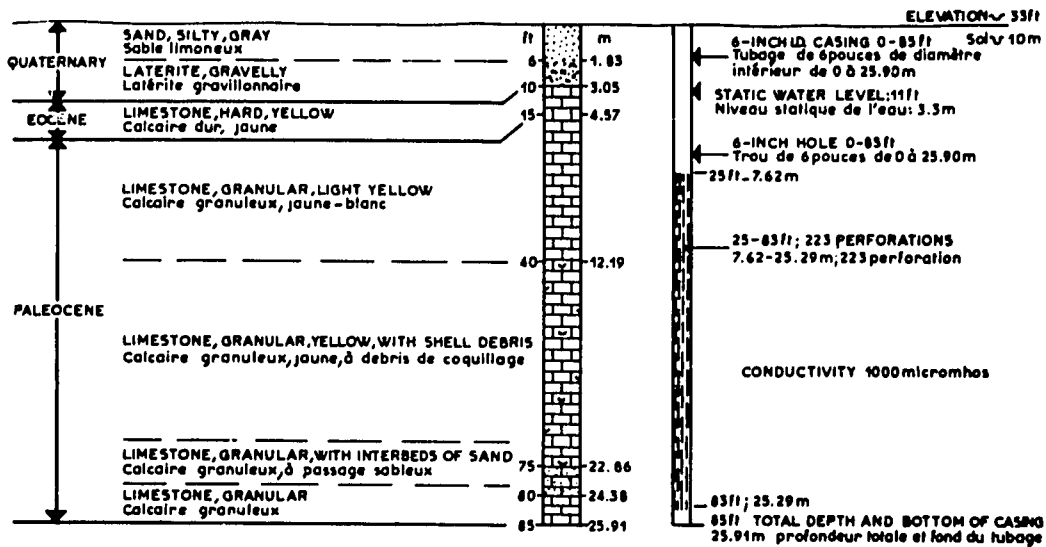 ELEVATION ~ 33ft
Sol ~ 10m
QUATERNARY
SAND, SILTY, GRAY
Sable limoneux
LATERITE, GRAVELLY
Latérite gravillonnaire
EOCENE
LIMESTONE, HARD, YELLOW
Calcaire dur, jaune
PALEOCENE
LIMESTONE, GRANULAR, LIGHT YELLOW
Calcaire granuleux, jaune-blanc
LIMESTONE, GRANULAR, YELLOW, WITH SHELL DEBRIS
Calcaire granuleux, jaune, à debris de coquillage
LIMESTONE, GRANULAR, WITH INTERBEDS OF SAND
Calcaire granuleux, à passage sableux
LIMESTONE, GRANULAR
Calcaire granuleux
ft m
6 1.83
10 3.05
15 4.57
40 12.19
75 22.86
80 24.38
85 25.91
6-INCH I.D. CASING 0-85ft
Tubage de 6 pouces de diamètre
intérieur de 0 à 25.90m
STATIC WATER LEVEL: 11ft
Niveau statique de l'eau: 3.3m
6-INCH HOLE 0-85ft
Trou de 6 pouces de 0 à 25.90m
25ft-7.62m
25-83ft; 223 PERFORATIONS
7.62-25.29m; 223 perforation
CONDUCTIVITY 1000 micromhos
83ft; 25.29m
85ft TOTAL DEPTH AND BOTTOM OF CASING
25.91m profondeur totale et fond du tubage